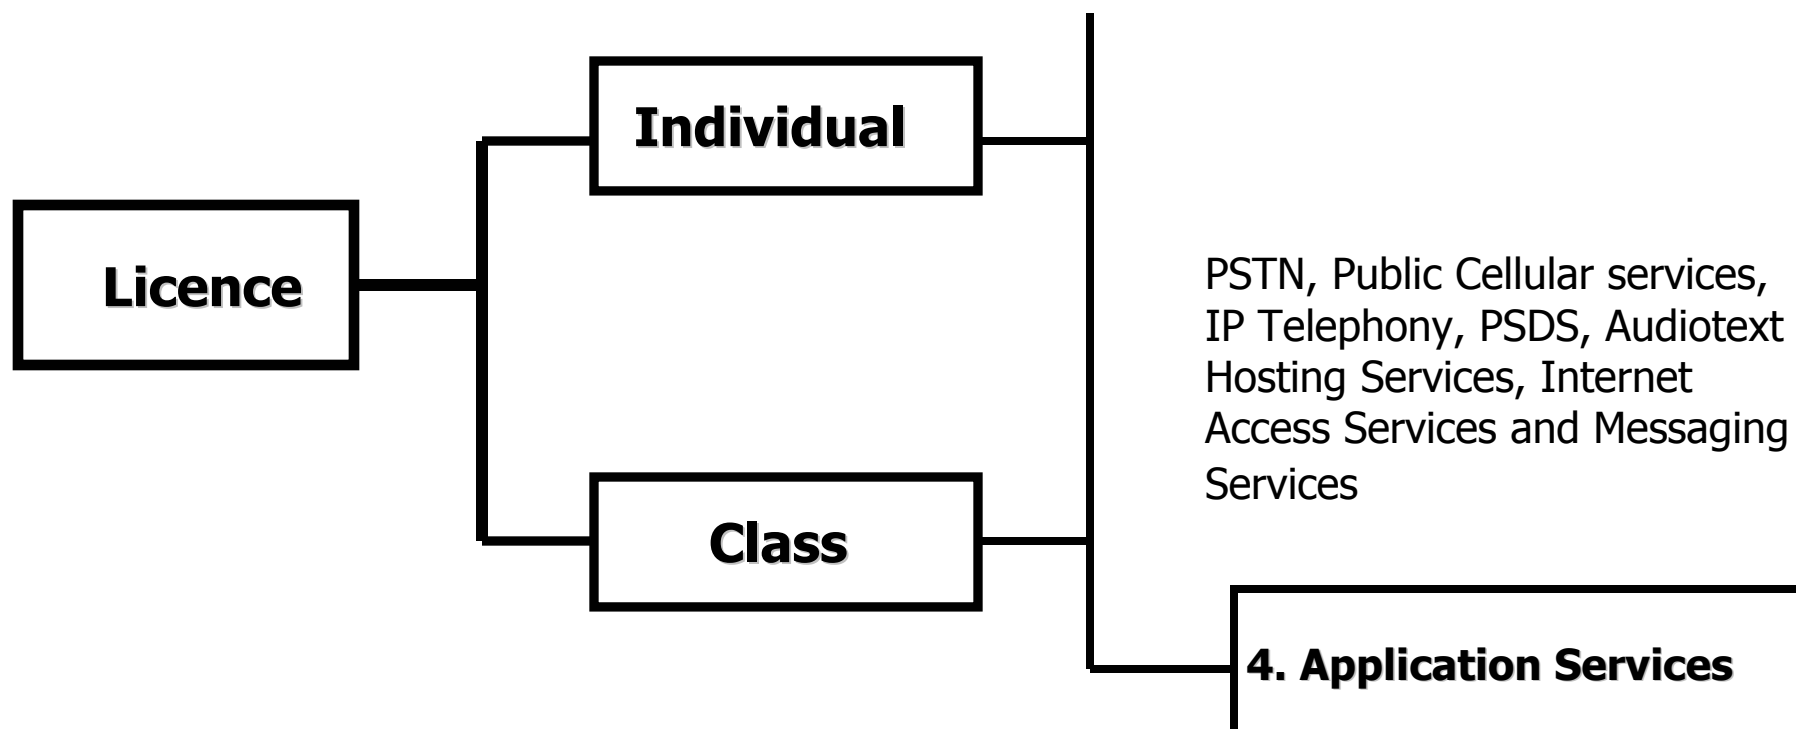 Individual
Licence
PSTN, Public Cellular services,
IP Telephony, PSDS, Audiotext
Hosting Services, Internet
Access Services and Messaging
Services
Class
4. Application Services